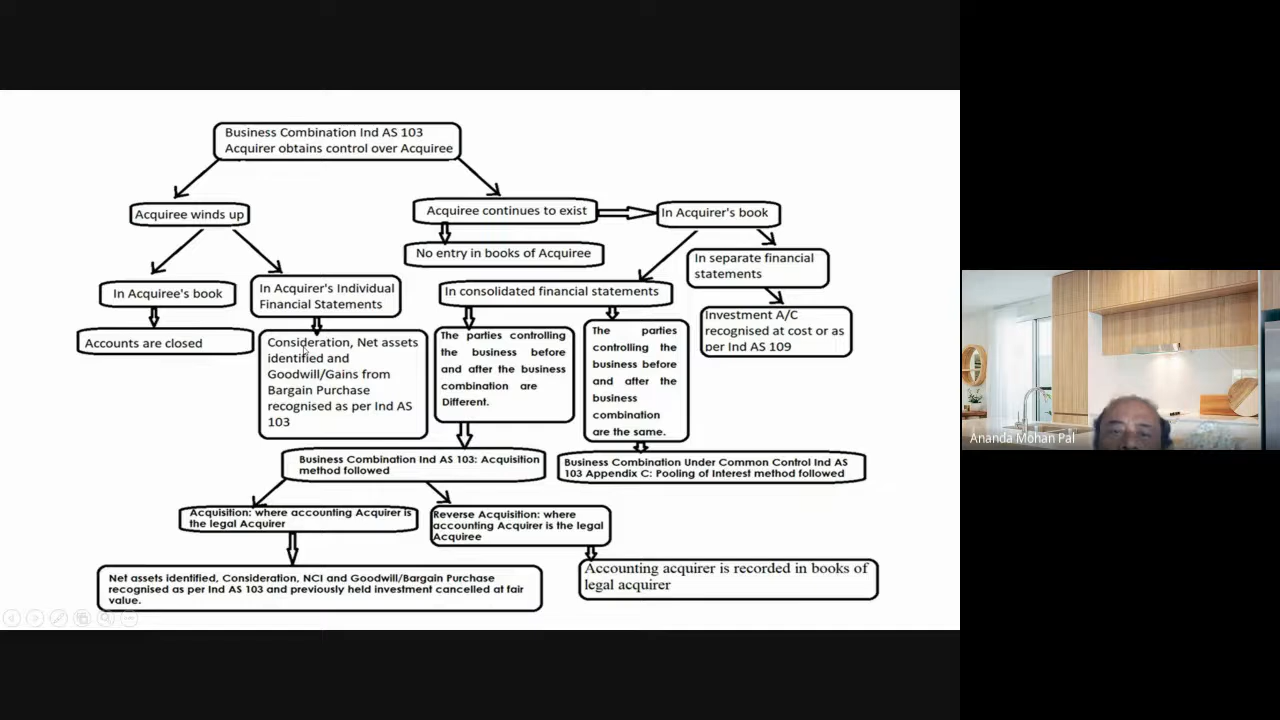 Business Combination Ind AS 103
Acquirer obtains control over Acquiree
Acquiree winds up
Acquiree continues to exist
In Acquirer's book
No entry in books of Acquiree
In separate financial
statements
In Acquiree's book
In Acquirer's Individual
Financial Statements
In consolidated financial statements
Investment A/C
recognised at cost or as
per Ind AS 109
Accounts are closed
Consideration, Net assets
identified and
Goodwill/Gains from
Bargain Purchase
recognised as per Ind AS
103
The parties controlling
the business before
and after the business
combination are
Different.
The parties
controlling the
business before
and after the
business
combination
are the same.
Business Combination Ind AS 103: Acquisition
method followed
Business Combination Under Common Control Ind AS
103 Appendix C: Pooling of Interest method followed
Acquisition: where accounting Acquirer is
the legal Acquirer
Reverse Acquisition: where
accounting Acquirer is the legal
Acquiree
Net assets identified, Consideration, NCI and Goodwill/Bargain Purchase
recognised as per Ind AS 103 and previously held investment cancelled at fair
value.
Accounting acquirer is recorded in books of
legal acquirer
Ananda Mohan Pal